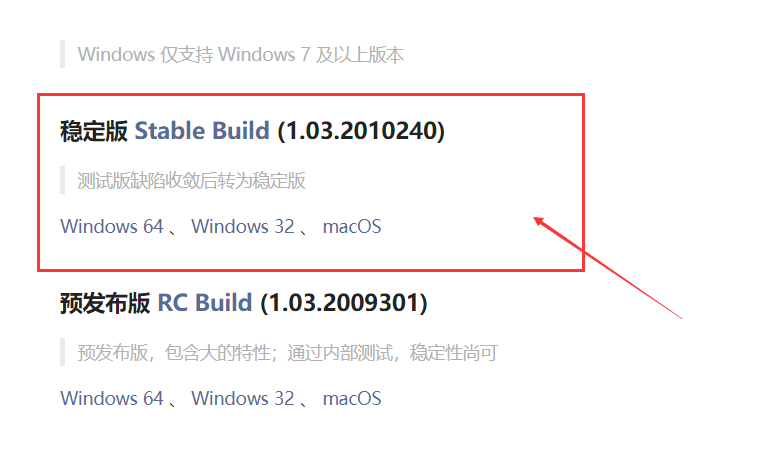 Windows 仅支持 Windows 7 及以上版本
稳定版 Stable Build (1.03.2010240)
测试版缺陷收敛后转为稳定版
Windows 64 、 Windows 32 、 macOS
预发布版 RC Build (1.03.2009301)
预发布版，包含大的特性；通过内部测试，稳定性尚可
Windows 64 、 Windows 32 、 macOS